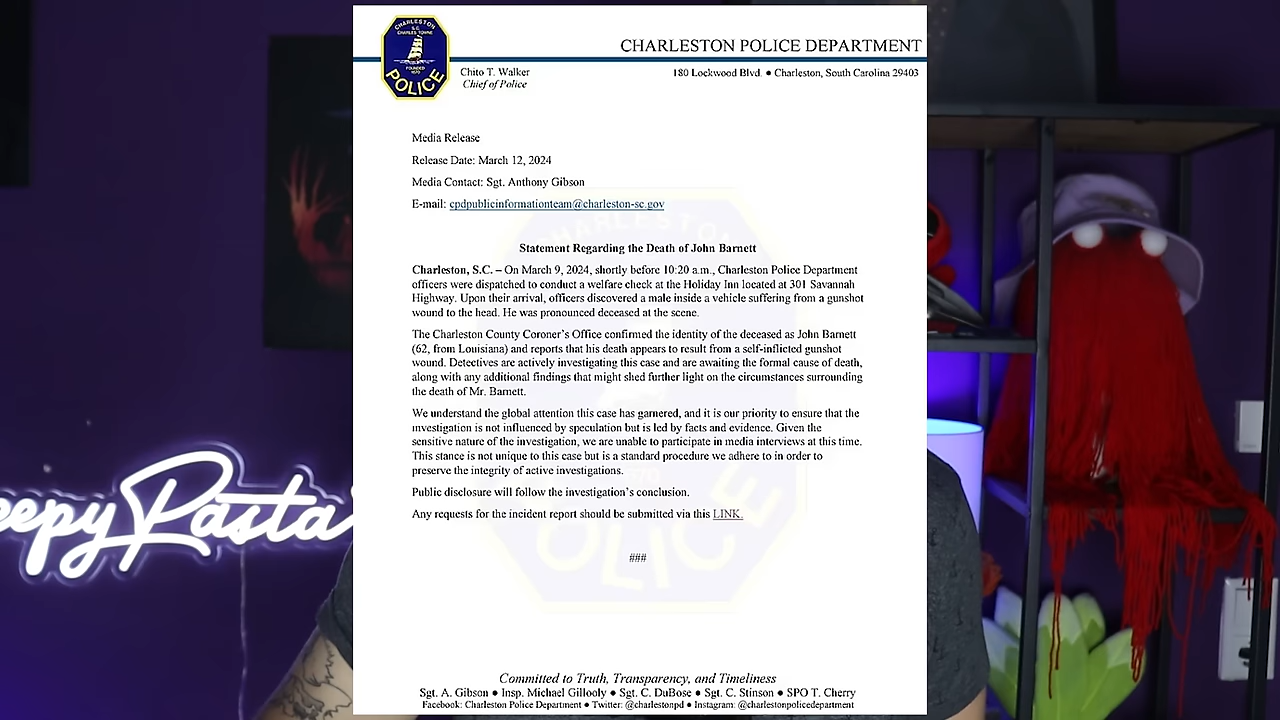 CHARLESTON
S.C.
CHARLES TOWNE
FOUNDED
1670
POLICE
CHARLESTON POLICE DEPARTMENT
Chito T. Walker
Chief of Police
180 Lockwood Blvd. ● Charleston, South Carolina 29403
Media Release
Release Date: March 12, 2024
Media Contact: Sgt. Anthony Gibson
E-mail: cpdpublicinformationteam@charleston-sc.gov
Statement Regarding the Death of John Barnett
Charleston, S.C. – On March 9, 2024, shortly before 10:20 a.m., Charleston Police Department
officers were dispatched to conduct a welfare check at the Holiday Inn located at 301 Savannah
Highway. Upon their arrival, officers discovered a male inside a vehicle suffering from a gunshot
wound to the head. He was pronounced deceased at the scene.
The Charleston County Coroner’s Office confirmed the identity of the deceased as John Barnett
(62, from Louisiana) and reports that his death appears to result from a self-inflicted gunshot
wound. Detectives are actively investigating this case and are awaiting the formal cause of death,
along with any additional findings that might shed further light on the circumstances surrounding
the death of Mr. Barnett.
We understand the global attention this case has garnered, and it is our priority to ensure that the
investigation is not influenced by speculation but is led by facts and evidence. Given the
sensitive nature of the investigation, we are unable to participate in media interviews at this time.
This stance is not unique to this case but is a standard procedure we adhere to in order to
preserve the integrity of active investigations.
Public disclosure will follow the investigation’s conclusion.
Any requests for the incident report should be submitted via this LINK.
###
Committed to Truth, Transparency, and Timeliness
Sgt. A. Gibson ● Insp. Michael Gillooly ● Sgt. C. DuBose ● Sgt. C. Stinson ● SPO T. Cherry
Facebook: Charleston Police Department ● Twitter: @charlestonpd ● Instagram: @charlestonpolicedepartment
eepy Pasta